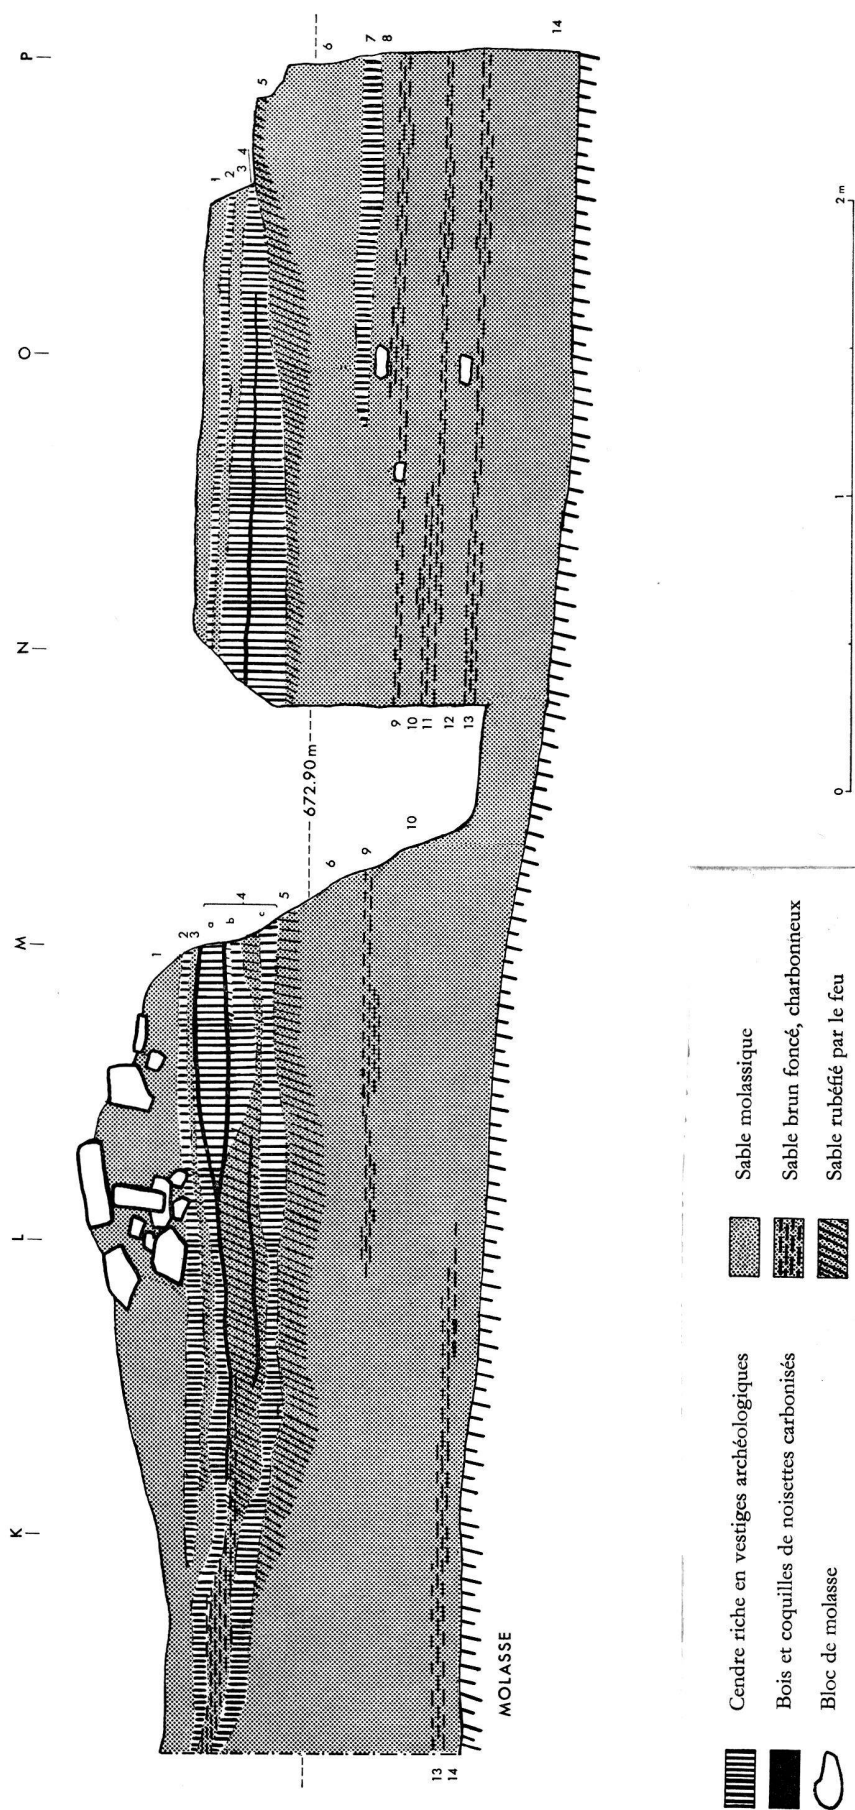 K L M N O P
1
2
3
a
b
4
c
5
6
9
10
672.90 m
9
10
11
12
13
1
2
3
4
5
6
7
8
14
13
14
MOLASSE
0 1 2 m
Cendre riche en vestiges archéologiques
Bois et coquilles de noisettes carbonisés
Bloc de molasse
Sable molassique
Sable brun foncé, charbonneux
Sable rubéfié par le feu